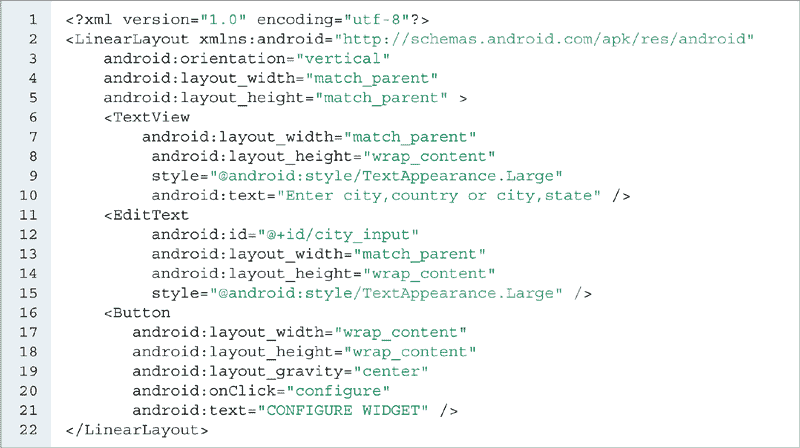 1 <?xml version="1.0" encoding="utf-8"?>
2 <LinearLayout xmlns:android="http://schemas.android.com/apk/res/android"
3     android:orientation="vertical"
4     android:layout_width="match_parent"
5     android:layout_height="match_parent" >
6     <TextView
7         android:layout_width="match_parent"
8          android:layout_height="wrap_content"
9          style="@android:style/TextAppearance.Large"
10          android:text="Enter city,country or city,state" />
11     <EditText
12          android:id="@+id/city_input"
13          android:layout_width="match_parent"
14          android:layout_height="wrap_content"
15          style="@android:style/TextAppearance.Large" />
16     <Button
17        android:layout_width="wrap_content"
18        android:layout_height="wrap_content"
19        android:layout_gravity="center"
20        android:onClick="configure"
21        android:text="CONFIGURE WIDGET" />
22 </LinearLayout>